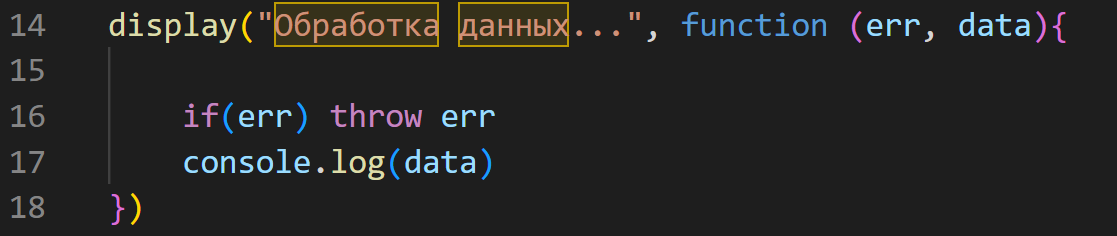 14 display("Обработка данных...", function (err, data){
15
16 if(err) throw err
17 console.log(data)
18 })